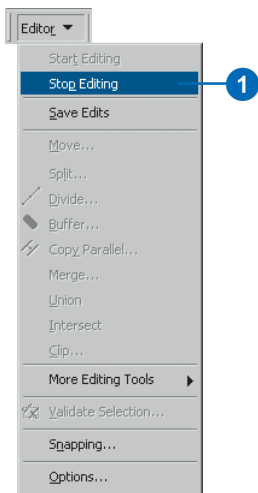 Editor
Start Editing
Stop Editing
1
Save Edits
Move...
Split...
Divide...
Buffer...
Copy Parallel...
Merge...
Union
Intersect
Clip...
More Editing Tools
Validate Selection...
Snapping...
Options...